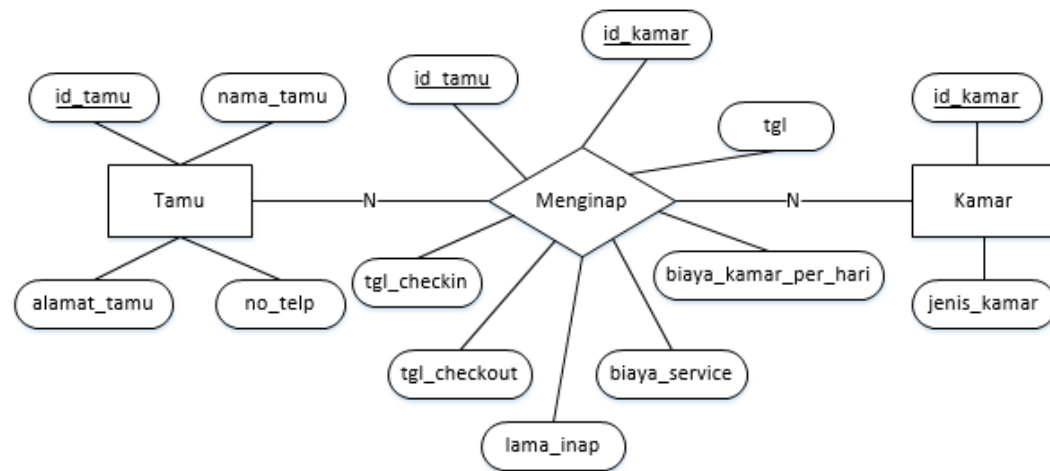 id_kamar
id_tamu
nama_tamu
id_tamu
id_kamar
tgl
Tamu
N
Menginap
N
Kamar
tgl_checkin
biaya_kamar_per_hari
alamat_tamu
no_telp
jenis_kamar
tgl_checkout
biaya_service
lama_inap